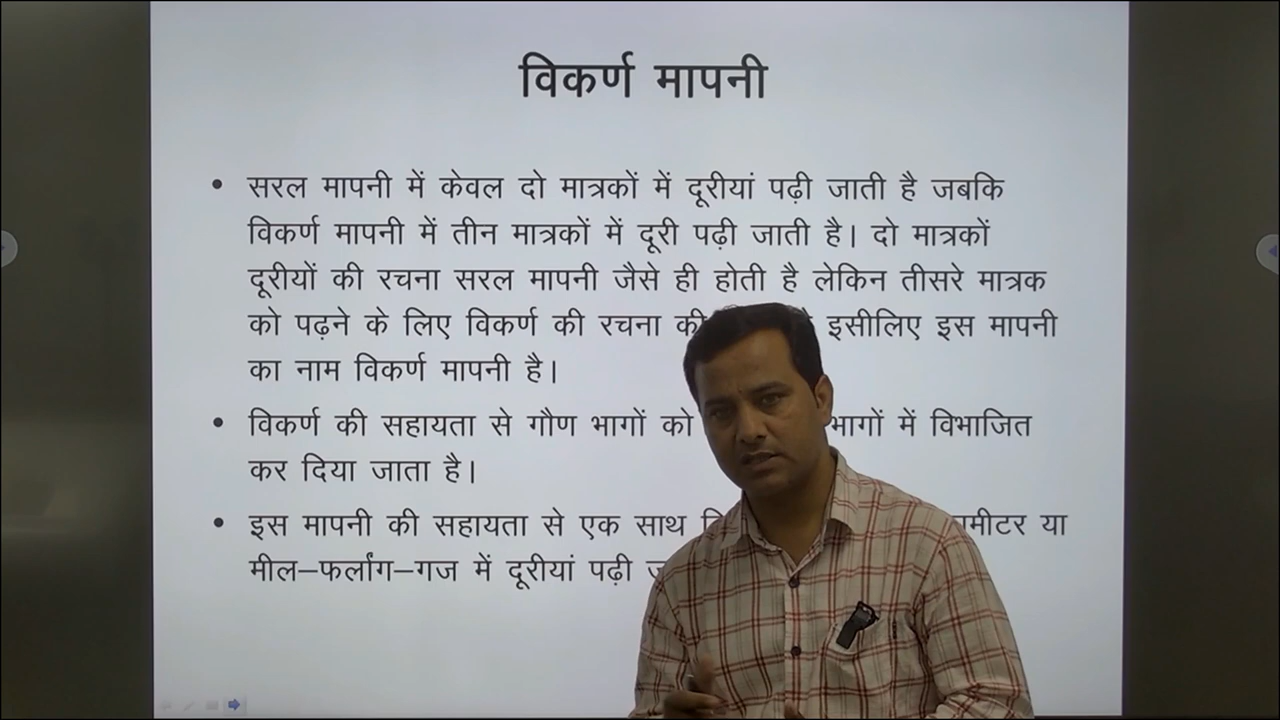 विकर्ण मापनी
• सरल मापनी में केवल दो मात्रकों में दूरीयां पढ़ी जाती है जबकि
विकर्ण मापनी में तीन मात्रकों में दूरी पढ़ी जाती है। दो मात्रकों
दूरीयों की रचना सरल मापनी जैसे ही होती है लेकिन तीसरे मात्रक
को पढ़ने के लिए विकर्ण की रचना की इसीलिए इस मापनी
का नाम विकर्ण मापनी है।
• विकर्ण की सहायता से गौण भागों को भागों में विभाजित
कर दिया जाता है।
• इस मापनी की सहायता से एक साथ या
मील–फर्लांग–गज में दूरीयां पढ़ी